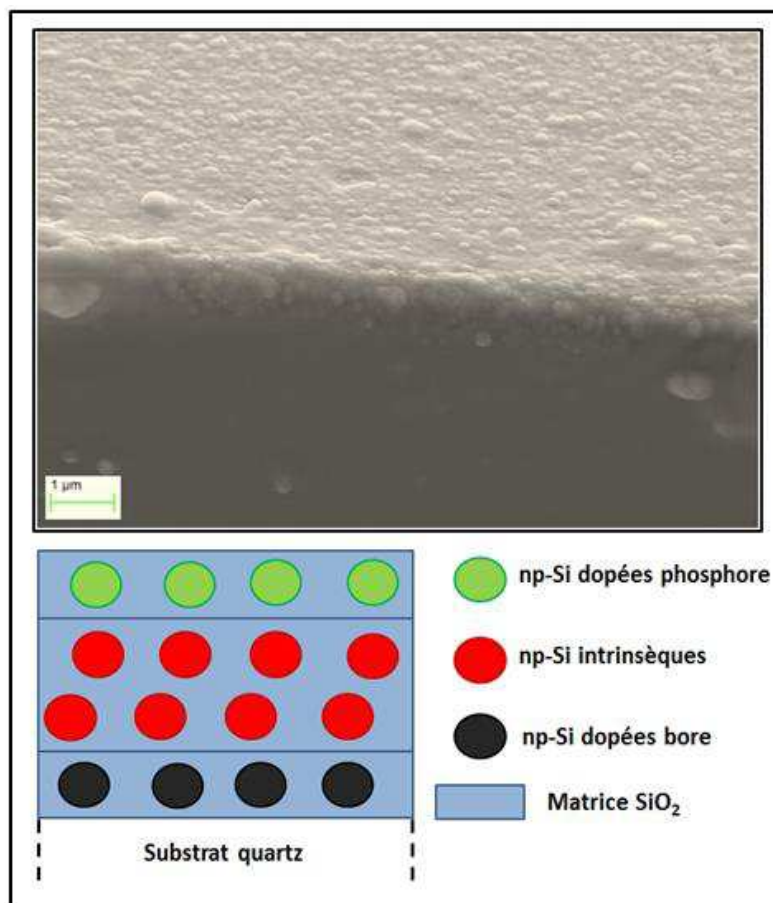 1 µm
np-Si dopées phosphore
np-Si intrinsèques
np-Si dopées bore
Matrice SiO₂
Substrat quartz